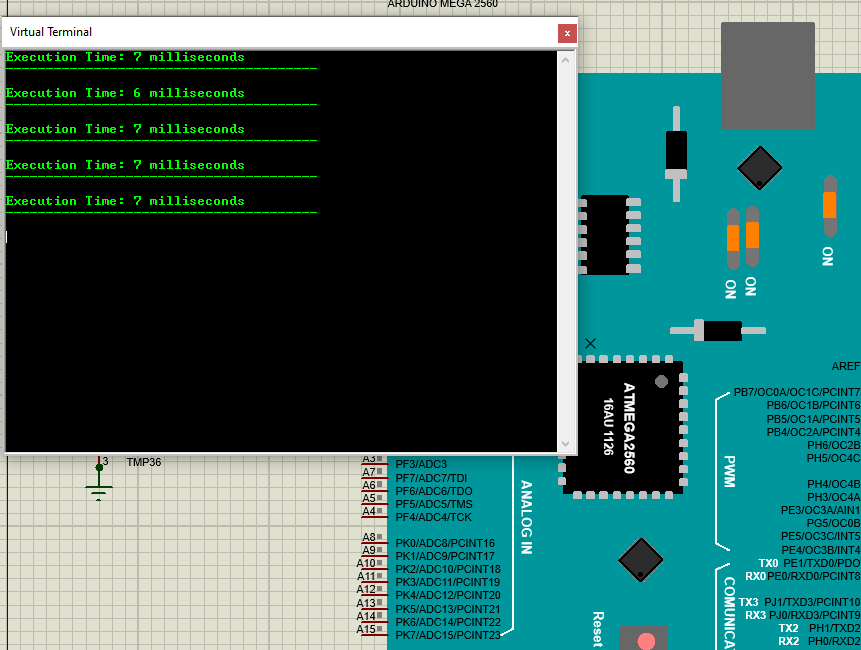 ARDUINO MEGA 2560
Virtual Terminal
x
Execution Time: 7 milliseconds
----------------------------------------
Execution Time: 6 milliseconds
----------------------------------------
Execution Time: 7 milliseconds
----------------------------------------
Execution Time: 7 milliseconds
----------------------------------------
Execution Time: 7 milliseconds
----------------------------------------
ON
ON
ON
ATMEGA2560
16AU 1126
AREF
PB7/OC0A/OC1C/PCINT7
PB6/OC1B/PCINT6
PB5/OC1A/PCINT5
PB4/OC2A/PCINT4
PH6/OC2B
PH5/OC4C
PH4/OC4B
PH3/OC4A
PE3/OC3A/AIN1
PG5/OC0B
PE5/OC3C/INT5
PE4/OC3B/INT4
PWM
TX0 PE1/TXD0/PDO
RX0 PE0/RXD0/PCINT8
TX3 PJ1/TXD3/PCINT10
RX3 PJ0/RXD3/PCINT9
TX2 PH1/TXD2
RX2 PH0/RXD2
COMUNICA
3
TMP36
A3 PF3/ADC3
A7 PF7/ADC7/TDI
A6 PF6/ADC6/TDO
A5 PF5/ADC5/TMS
A4 PF4/ADC4/TCK
A8 PK0/ADC8/PCINT16
A9 PK1/ADC9/PCINT17
A10 PK2/ADC10/PCINT18
A11 PK3/ADC11/PCINT19
A12 PK4/ADC12/PCINT20
A13 PK5/ADC13/PCINT21
A14 PK6/ADC14/PCINT22
A15 PK7/ADC15/PCINT23
ANALOG IN
Reset